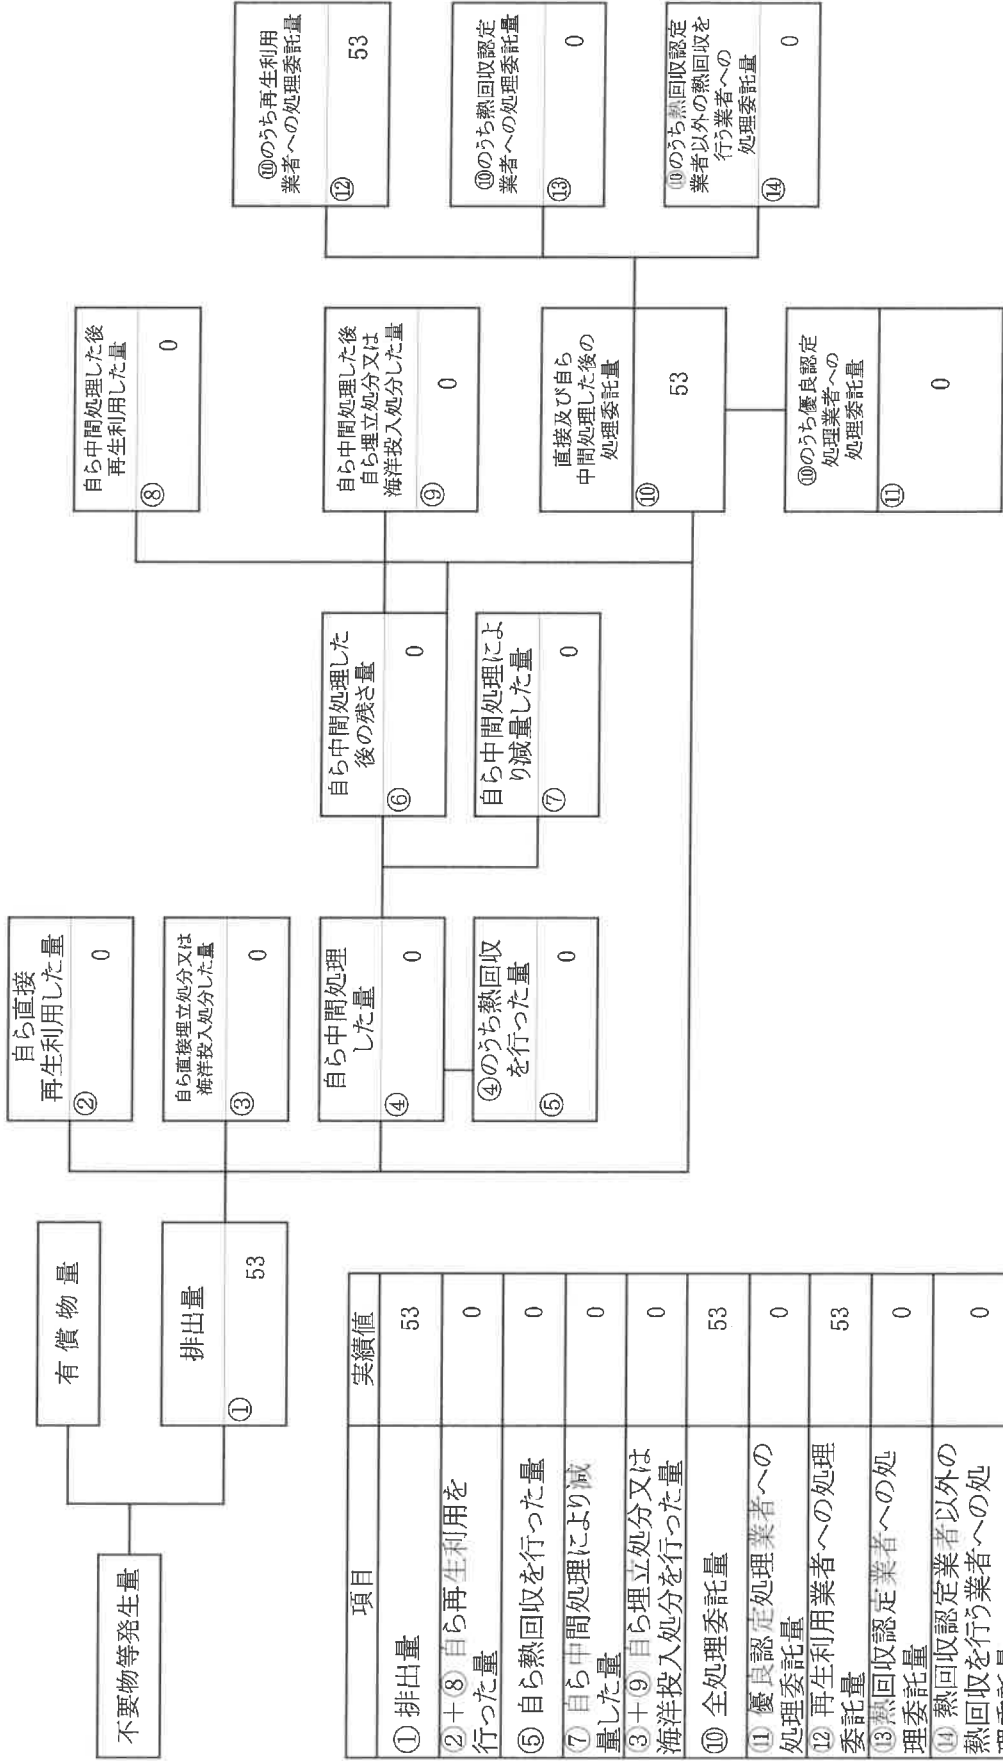 不要物等発生量
有償物量
排出量
①
53
自ら直接
再生利用した量
②
0
自ら直接埋立処分又は
海洋投入処分した量
③
0
自ら中間処理
した量
④
0
④のうち熱回収
を行った量
⑤
0
自ら中間処理した
後の残さ量
⑥
0
自ら中間処理によ
り減量した量
⑦
0
自ら中間処理した後
再生利用した量
⑧
0
自ら中間処理した後
自ら埋立処分又は
海洋投入処分した量
⑨
0
直接及び自ら
中間処理した後の
処理委託量
⑩
53
⑩のうち優良認定
処理業者への
処理委託量
⑪
0
⑩のうち再生利用
業者への処理委託量
⑫
53
⑩のうち熱回収認定
業者への処理委託量
⑬
0
⑩のうち熱回収認定
業者以外の熱回収を
行う業者への
処理委託量
⑭
0
項目 実績値
① 排出量 53
②+⑧ 自ら再生利用を
行った量 0
⑤ 自ら熱回収を行った量 0
⑦ 自ら中間処理により減
量した量 0
③+⑨ 自ら埋立処分又は
海洋投入処分を行った量 0
⑩ 全処理委託量 53
⑪ 優良認定処理業者への
処理委託量 0
⑫ 再生利用業者への処理
委託量 53
⑬熱回収認定業者への処
理委託量 0
⑭ 熱回収認定業者以外の
熱回収を行う業者への処 0